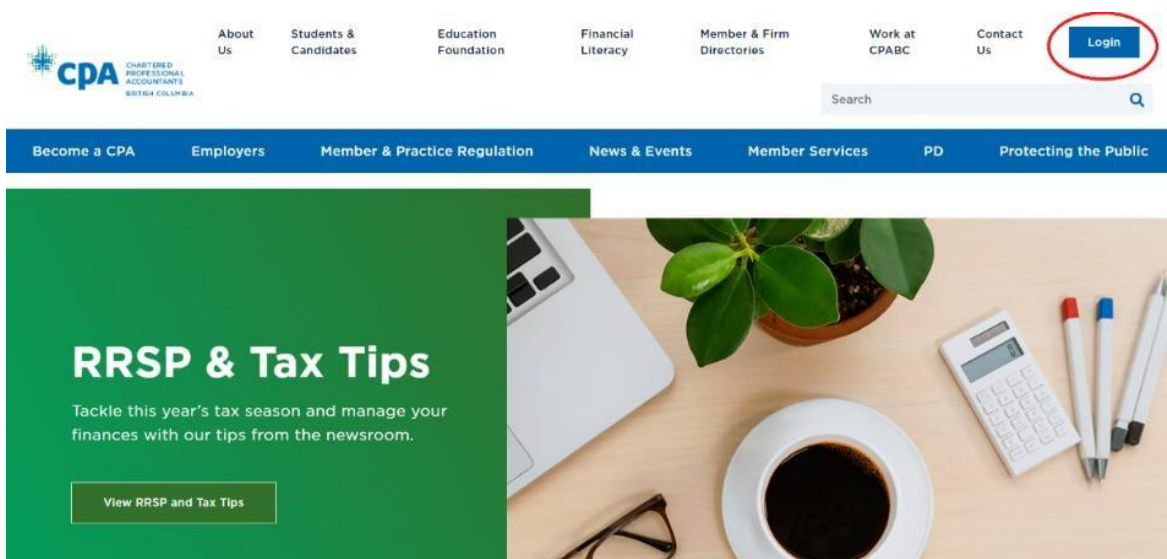 About Us
Students & Candidates
Education Foundation
Financial Literacy
Member & Firm Directories
Work at CPABC
Contact Us
Login
CPA
CHARTERED
PROFESSIONAL
ACCOUNTANTS
BRITISH COLUMBIA
Search
Become a CPA
Employers
Member & Practice Regulation
News & Events
Member Services
PD
Protecting the Public
RRSP & Tax Tips
Tackle this year's tax season and manage your
finances with our tips from the newsroom.
View RRSP and Tax Tips